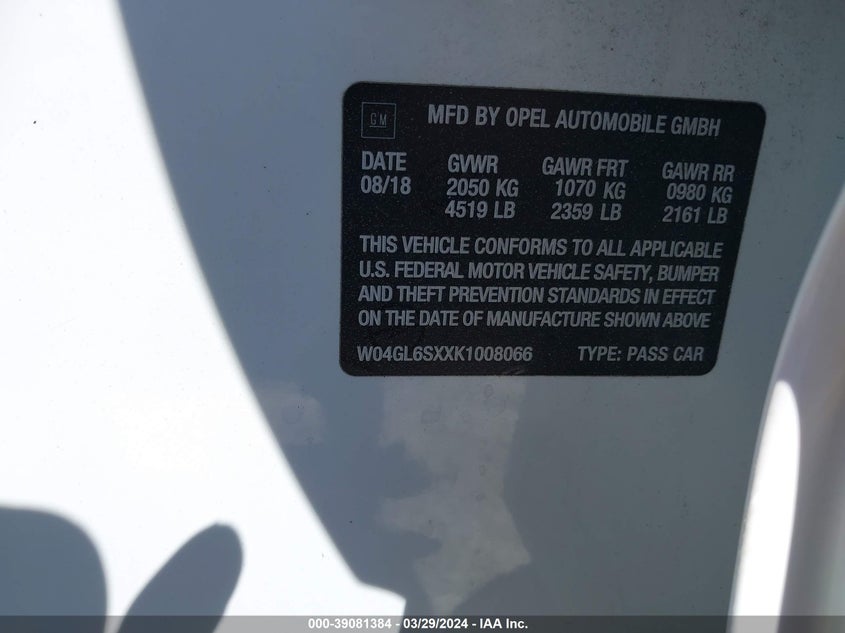 GM
MFD BY OPEL AUTOMOBILE GMBH
DATE GVWR GAWR FRT GAWR RR
08/18 2050 KG 1070 KG 0980 KG
4519 LB 2359 LB 2161 LB
THIS VEHICLE CONFORMS TO ALL APPLICABLE
U.S. FEDERAL MOTOR VEHICLE SAFETY, BUMPER
AND THEFT PREVENTION STANDARDS IN EFFECT
ON THE DATE OF MANUFACTURE SHOWN ABOVE
W04GL6SXXK1008066 TYPE: PASS CAR
000-39081384 - 03/29/2024 - IAA Inc.